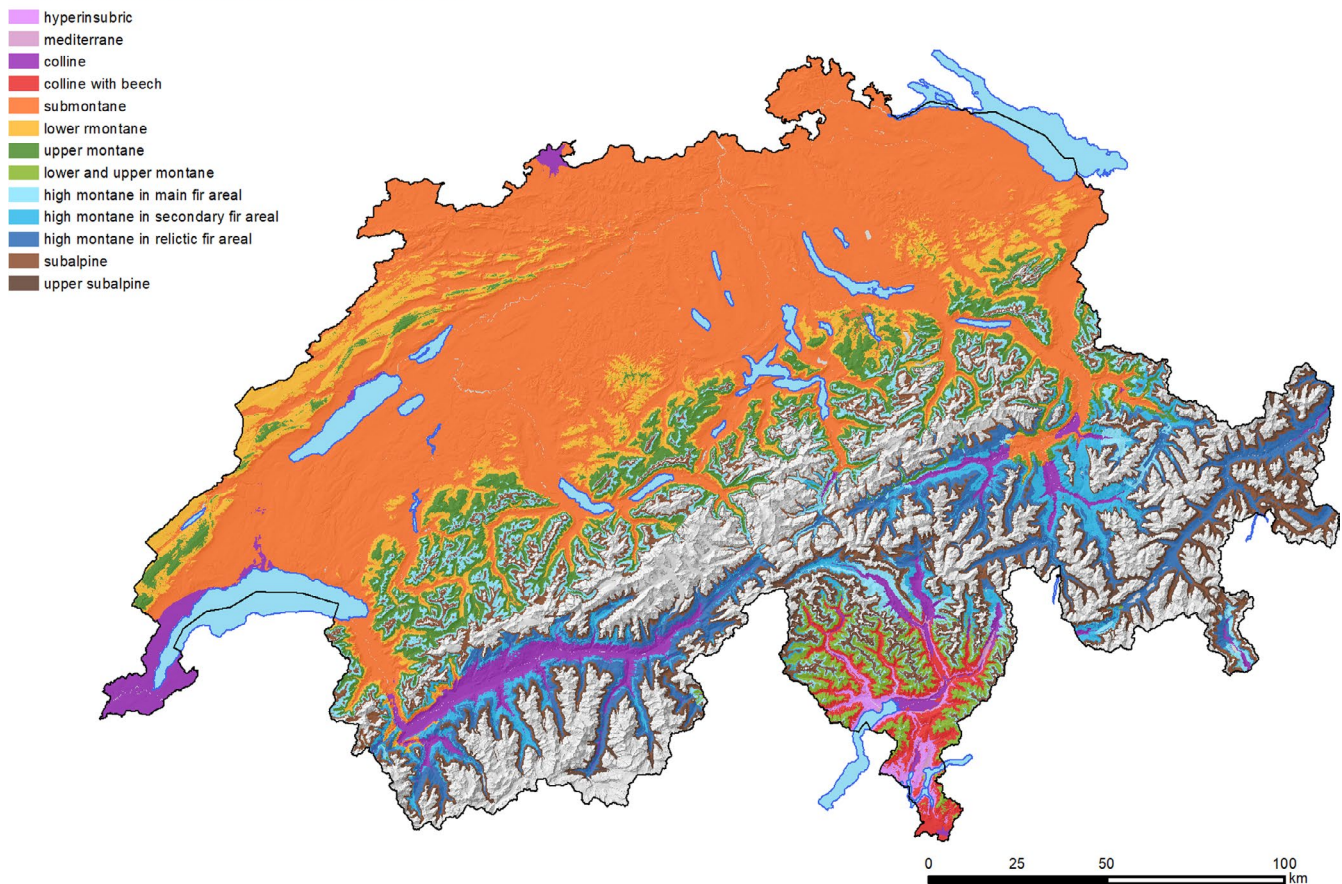 hyperinsubric
mediterrane
colline
colline with beech
submontane
lower rmontane
upper montane
lower and upper montane
high montane in main fir areal
high montane in secondary fir areal
high montane in relictic fir areal
subalpine
upper subalpine
0 25 50 100
km